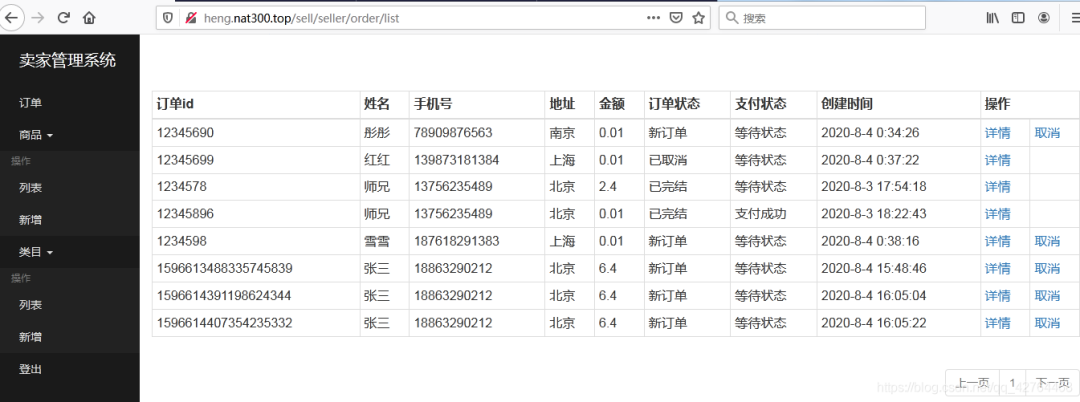 heng.nat300.top/sell/seller/order/list
搜索
卖家管理系统
订单
商品
操作
列表
新增
类目
操作
列表
新增
登出
订单id 姓名 手机号 地址 金额 订单状态 支付状态 创建时间 操作
12345690 彤彤 78909876563 南京 0.01 新订单 等待状态 2020-8-4 0:34:26 详情 取消
12345699 红红 139873181384 上海 0.01 已取消 等待状态 2020-8-4 0:37:22 详情
1234578 师兄 13756235489 北京 2.4 已完结 等待状态 2020-8-3 17:54:18 详情
12345896 师兄 13756235489 北京 0.01 已完结 支付成功 2020-8-3 18:22:43 详情
1234598 雪雪 187618291383 上海 0.01 新订单 等待状态 2020-8-4 0:38:16 详情 取消
1596613488335745839 张三 18863290212 北京 6.4 新订单 等待状态 2020-8-4 15:48:46 详情 取消
1596614391198624344 张三 18863290212 北京 6.4 新订单 等待状态 2020-8-4 16:05:04 详情 取消
1596614407354235332 张三 18863290212 北京 6.4 新订单 等待状态 2020-8-4 16:05:22 详情 取消
上一页 1 下一页